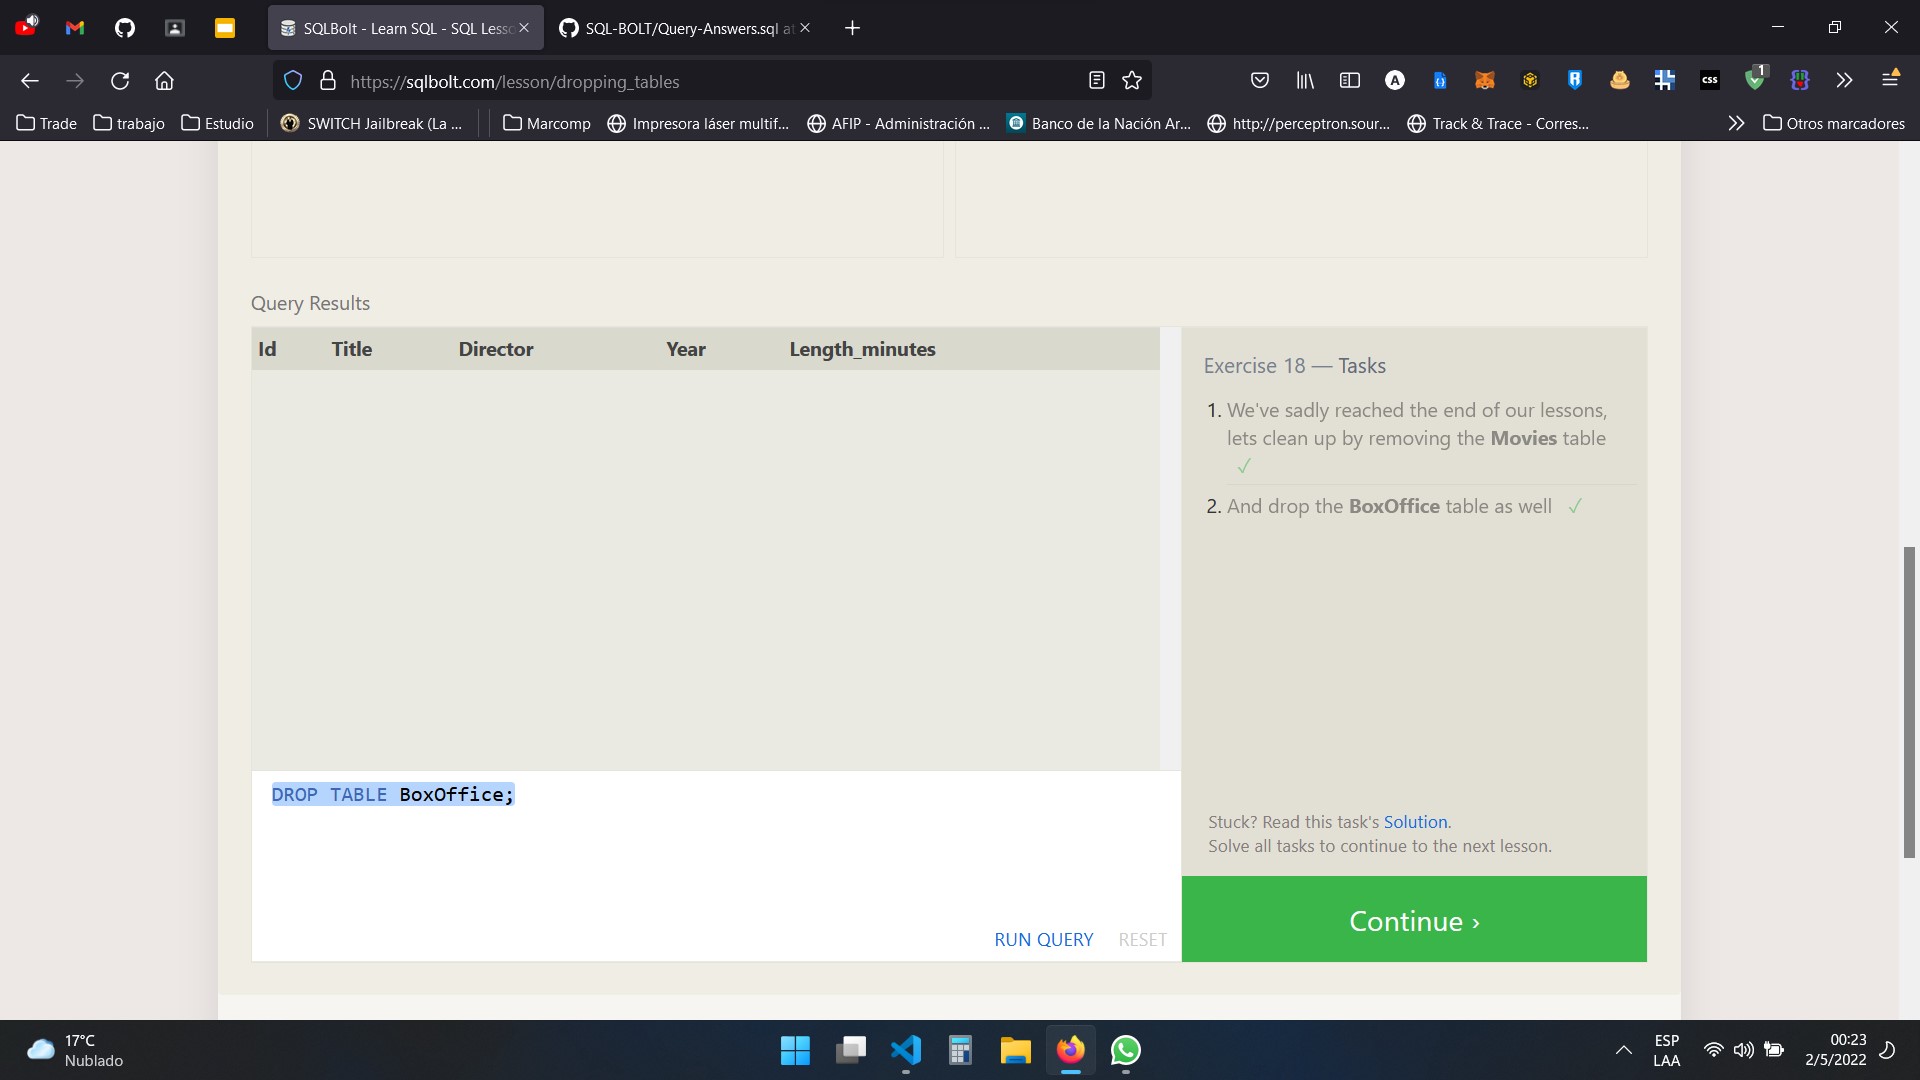 SQLBolt - Learn SQL - SQL Lesso
SQL-BOLT/Query-Answers.sql at
https://sqlbolt.com/lesson/dropping_tables
A
css
1
Trade
trabajo
Estudio
SWITCH Jailbreak (La ...
Marcomp
Impresora láser multif...
AFIP - Administración ...
Banco de la Nación Ar...
http://perceptron.sour...
Track & Trace - Corres...
Otros marcadores
Query Results
Id Title Director Year Length_minutes
Exercise 18 — Tasks
1. We've sadly reached the end of our lessons,
lets clean up by removing the Movies table
✓
2. And drop the BoxOffice table as well ✓
DROP TABLE BoxOffice;
Stuck? Read this task's Solution.
Solve all tasks to continue to the next lesson.
RUN QUERY RESET
Continue ›
17°C
Nublado
ESP
LAA
00:23
2/5/2022